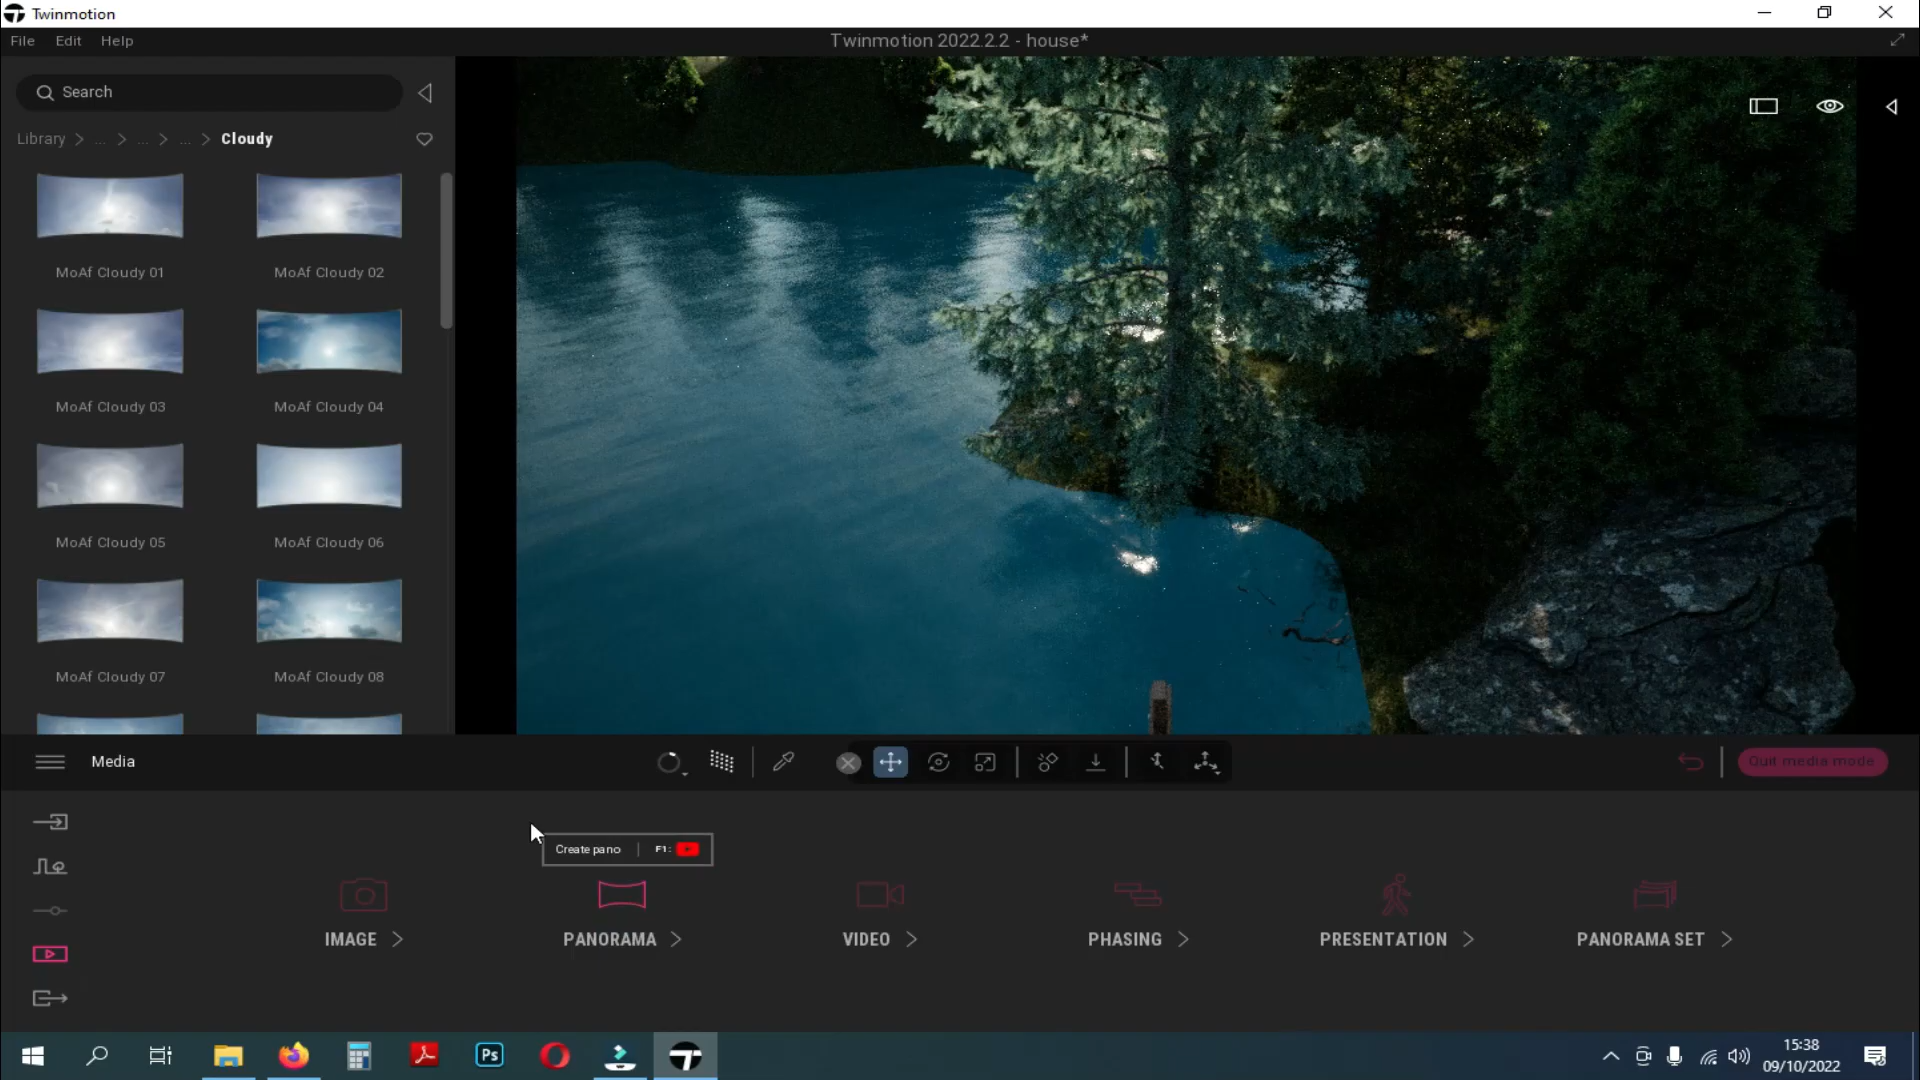 Twinmotion
File Edit Help
Twinmotion 2022.2.2 - house*
Search
Library > ... > ... > ... > Cloudy
MoAf Cloudy 01
MoAf Cloudy 02
MoAf Cloudy 03
MoAf Cloudy 04
MoAf Cloudy 05
MoAf Cloudy 06
MoAf Cloudy 07
MoAf Cloudy 08
Media
Quit media mode
Create pano | F1:
IMAGE >
PANORAMA >
VIDEO >
PHASING >
PRESENTATION >
PANORAMA SET >
Ps
15:38
09/10/2022